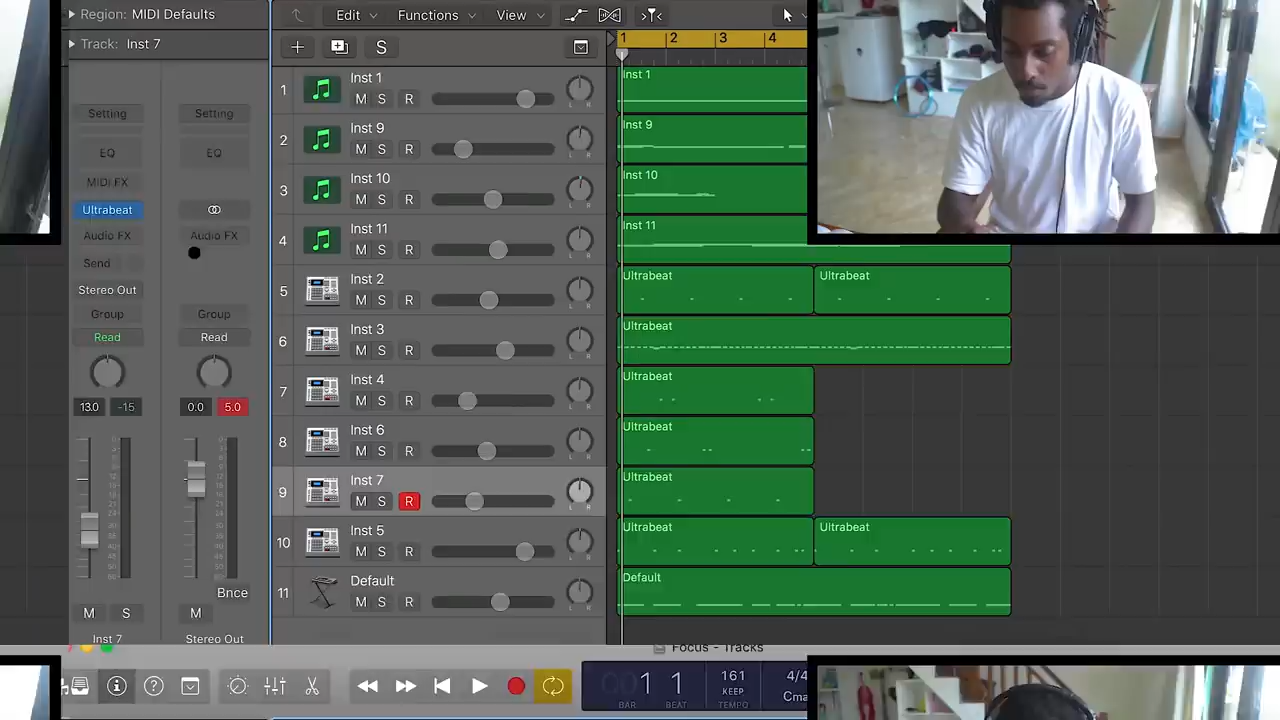 Region: MIDI Defaults
Track: Inst 7
Edit
Functions
View
S
1 2 3 4
Setting
Setting
EQ
EQ
MIDI FX
Ultrabeat
Audio FX
Audio FX
Send
Stereo Out
Group
Group
Read
Read
13.0 -15
0.0 5.0
Bnce
M S
M
Inst 7
Stereo Out
1 Inst 1
M S R
L R
Inst 1
2 Inst 9
M S R
L R
Inst 9
3 Inst 10
M S R
L R
Inst 10
4 Inst 11
M S R
L R
Inst 11
5 Inst 2
M S R
L R
Ultrabeat Ultrabeat
6 Inst 3
M S R
L R
Ultrabeat
7 Inst 4
M S R
L R
Ultrabeat
8 Inst 6
M S R
L R
Ultrabeat
9 Inst 7
M S R
L R
Ultrabeat
10 Inst 5
M S R
L R
Ultrabeat Ultrabeat
11 Default
M S R
L R
Default
Focus - Tracks
001 1
BAR BEAT
161
KEEP
TEMPO
4/4
Cma